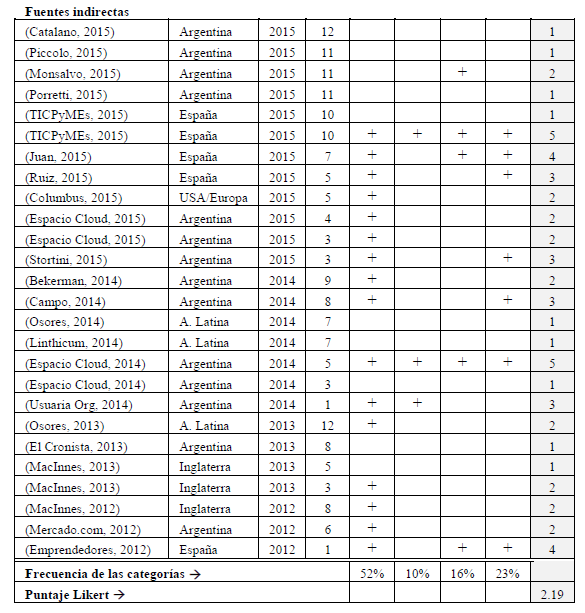 Fuentes indirectas
(Catalano, 2015) Argentina 2015 12 1
(Piccolo, 2015) Argentina 2015 11 1
(Monsalvo, 2015) Argentina 2015 11 + 2
(Porretti, 2015) Argentina 2015 11 1
(TICPyMEs, 2015) España 2015 10 1
(TICPyMEs, 2015) España 2015 10 + + + + 5
(Juan, 2015) España 2015 7 + + + 4
(Ruiz, 2015) España 2015 5 + + 3
(Columbus, 2015) USA/Europa 2015 5 + 2
(Espacio Cloud, 2015) Argentina 2015 4 + 2
(Espacio Cloud, 2015) Argentina 2015 3 + 2
(Stortini, 2015) Argentina 2015 3 + + 3
(Bekerman, 2014) Argentina 2014 9 + 2
(Campo, 2014) Argentina 2014 8 + + 3
(Osores, 2014) A. Latina 2014 7 1
(Linthicum, 2014) A. Latina 2014 7 1
(Espacio Cloud, 2014) Argentina 2014 5 + + + + 5
(Espacio Cloud, 2014) Argentina 2014 3 1
(Usuaria Org, 2014) Argentina 2014 1 + + 3
(Osores, 2013) A. Latina 2013 12 + 2
(El Cronista, 2013) Argentina 2013 8 1
(MacInnes, 2013) Inglaterra 2013 5 1
(MacInnes, 2013) Inglaterra 2013 3 + 2
(MacInnes, 2012) Inglaterra 2012 8 + 2
(Mercado.com, 2012) Argentina 2012 6 + 2
(Emprendedores, 2012) España 2012 1 + + + 4
Frecuencia de las categorías → 52% 10% 16% 23%
Puntaje Likert → 2.19